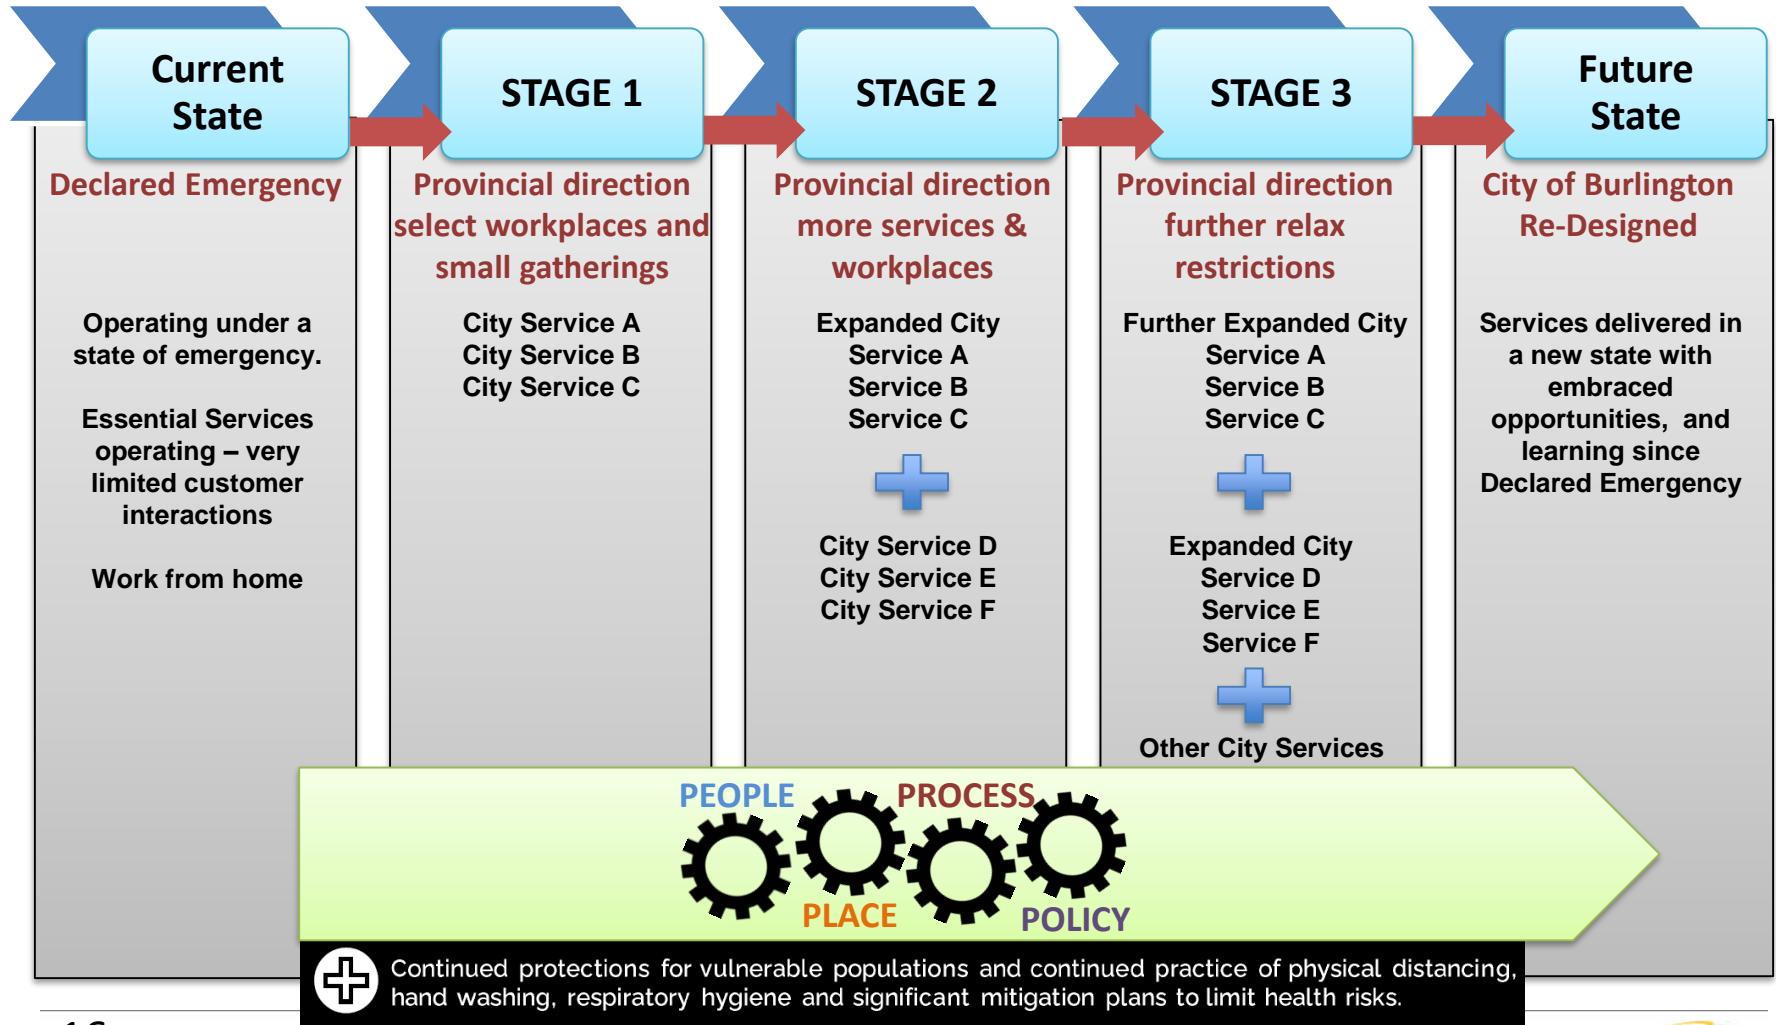 Current
State
STAGE 1
STAGE 2
STAGE 3
Future
State
Declared Emergency
Operating under a
state of emergency.
Essential Services
operating – very
limited customer
interactions
Work from home
Provincial direction
select workplaces and
small gatherings
City Service A
City Service B
City Service C
Provincial direction
more services &
workplaces
Expanded City
Service A
Service B
Service C
City Service D
City Service E
City Service F
Provincial direction
further relax
restrictions
Further Expanded City
Service A
Service B
Service C
Expanded City
Service D
Service E
Service F
Other City Services
City of Burlington
Re-Designed
Services delivered in
a new state with
embraced
opportunities, and
learning since
Declared Emergency
PEOPLE
PROCESS
PLACE
POLICY
Continued protections for vulnerable populations and continued practice of physical distancing,
hand washing, respiratory hygiene and significant mitigation plans to limit health risks.